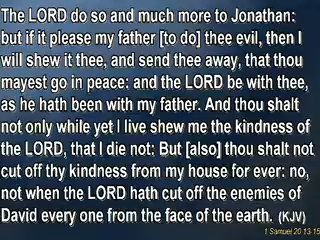 The LORD do so and much more to Jonathan:
but if it please my father [to do] thee evil, then I
will shew it thee, and send thee away, that thou
mayest go in peace: and the LORD be with thee,
as he hath been with my father. And thou shalt
not only while yet I live shew me the kindness of
the LORD, that I die not: But [also] thou shalt not
cut off thy kindness from my house for ever: no,
not when the LORD hath cut off the enemies of
David every one from the face of the earth. (KJV)
1 Samuel 20 13-15